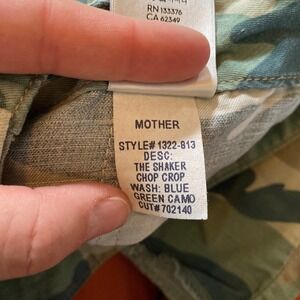 RN 133376
CA 62349
MOTHER
STYLE# 1322-813
DESC:
THE SHAKER
CHOP CROP
WASH: BLUE
GREEN CAMO
CUT# 702140